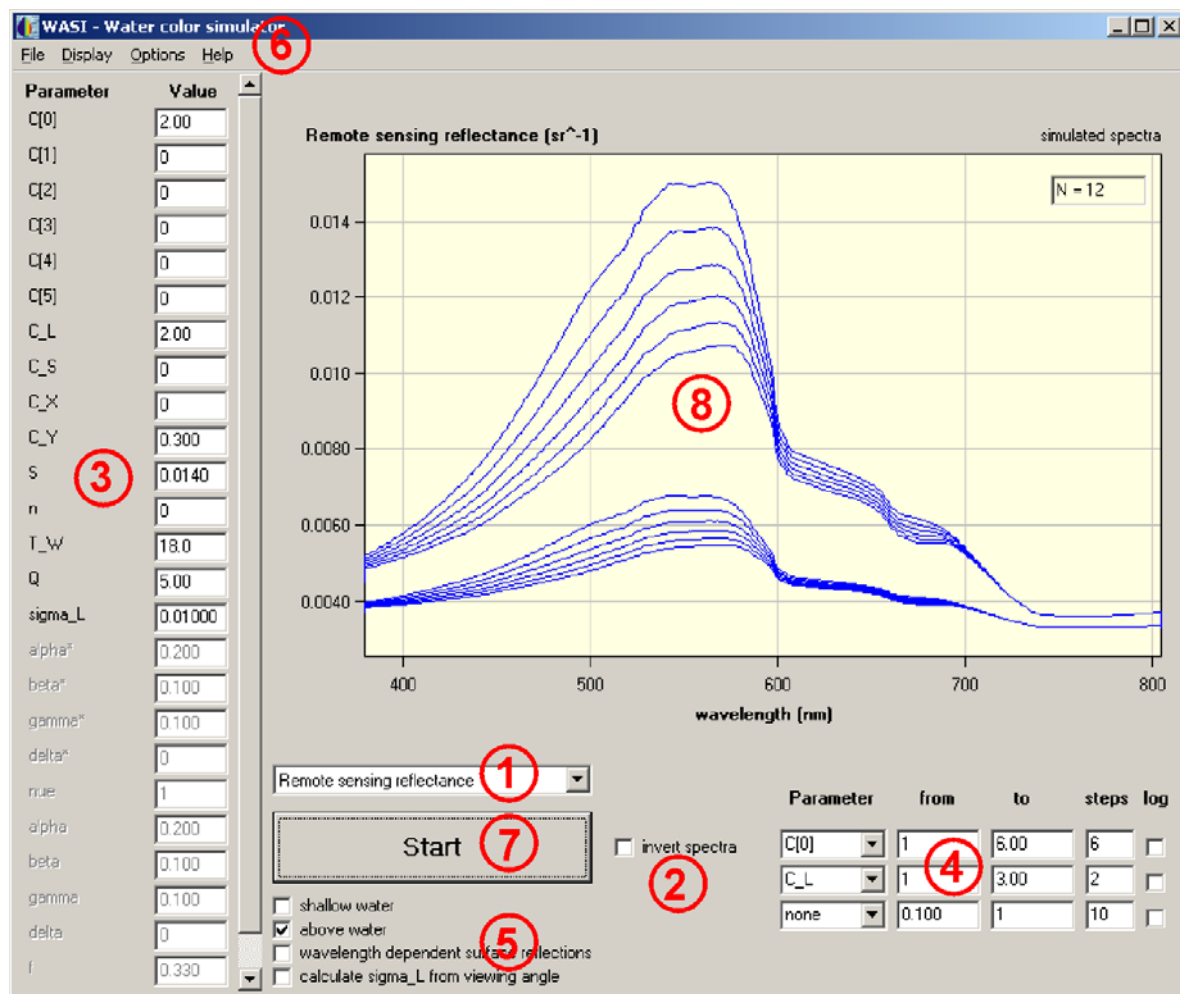 WASI - Water color simulator
File Display Options Help
6
Parameter Value
C[0] 2.00
C[1] 0
C[2] 0
C[3] 0
C[4] 0
C[5] 0
C_L 2.00
C_S 0
C_X 0
C_Y 0.300
S 0.0140
3
n 0
T_W 18.0
Q 5.00
sigma_L 0.01000
alpha* 0.200
beta* 0.100
gamma* 0.100
delta* 0
nue 1
alpha 0.200
beta 0.100
gamma 0.100
delta 0
f 0.330
Remote sensing reflectance (sr^-1) simulated spectra
N = 12
0.014
0.012
0.010
0.0080
0.0060
0.0040
8
400 500 600 700 800
wavelength (nm)
Remote sensing reflectance
1
Start
7
invert spectra
2
shallow water
above water
wavelength dependent surface reflections
calculate sigma_L from viewing angle
5
Parameter from to steps log
C[0] 1 6.00 6
C_L 1 3.00 2
none 0.100 1 10
4